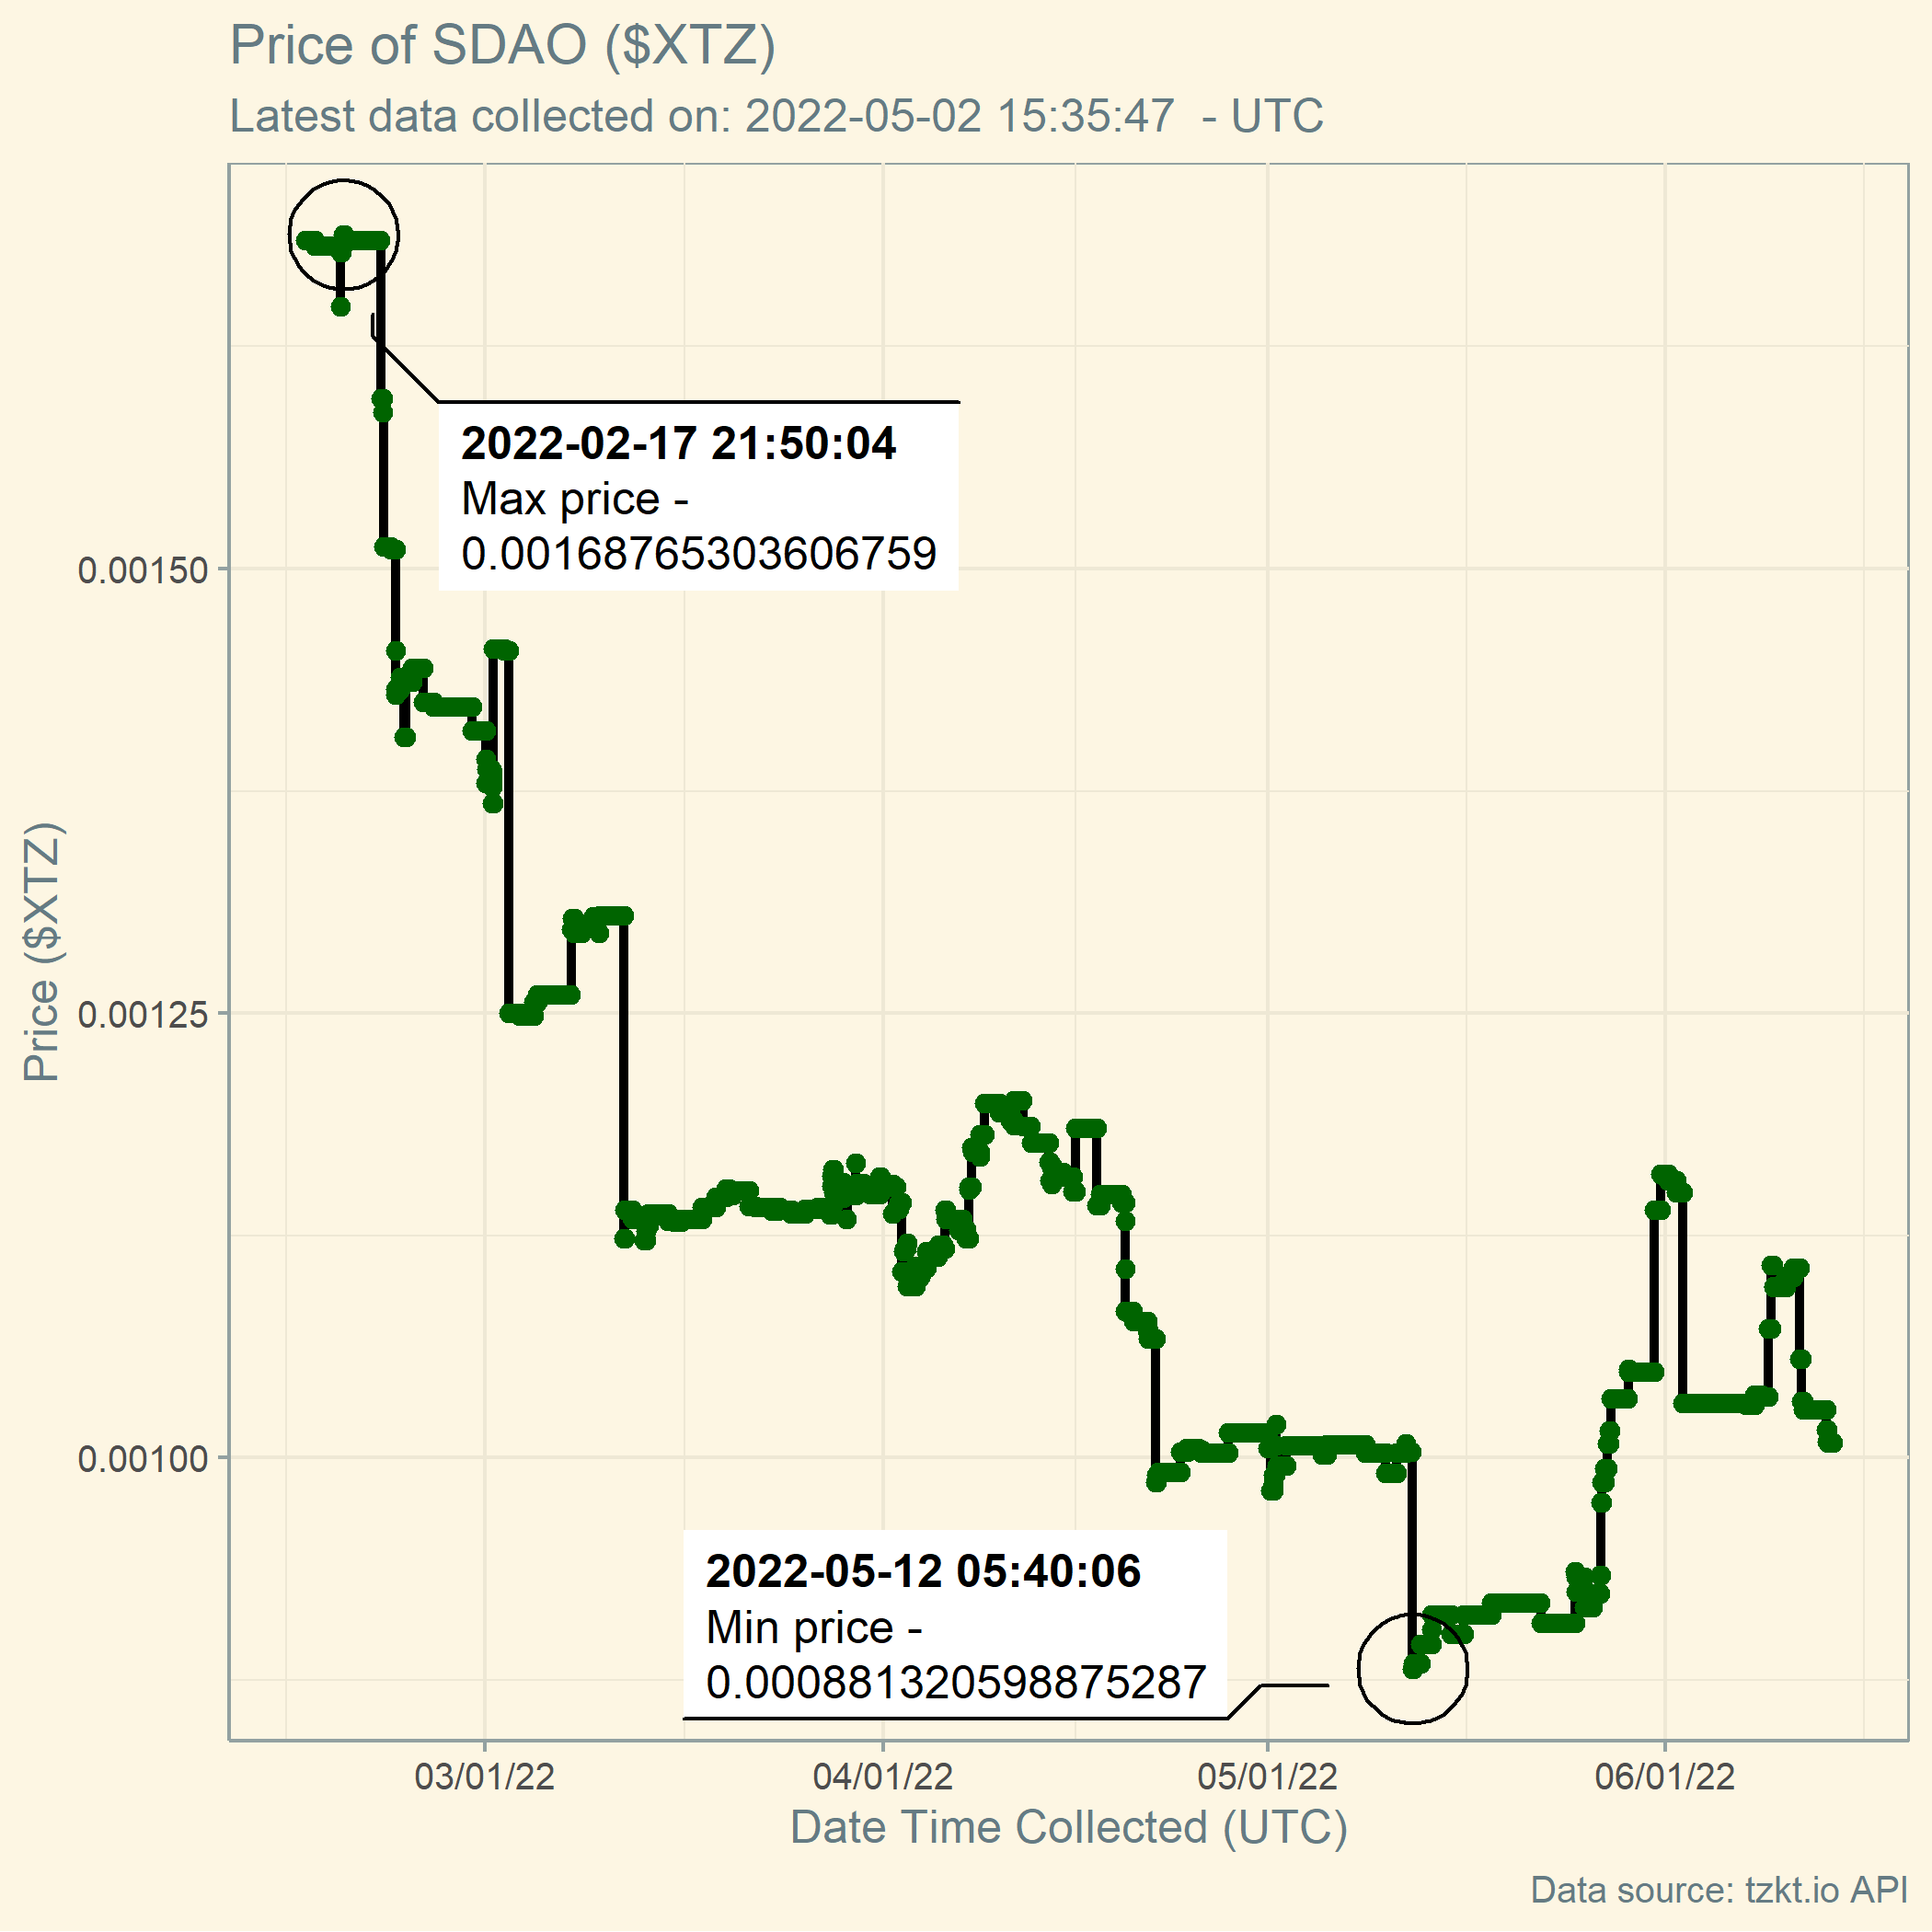 Price of SDAO ($XTZ)
Latest data collected on: 2022-05-02 15:35:47 - UTC
2022-02-17 21:50:04
Max price -
0.00168765303606759
0.00150
Price ($XTZ)
0.00125
0.00100
2022-05-12 05:40:06
Min price -
0.000881320598875287
03/01/22
04/01/22
05/01/22
06/01/22
Date Time Collected (UTC)
Data source: tzkt.io API